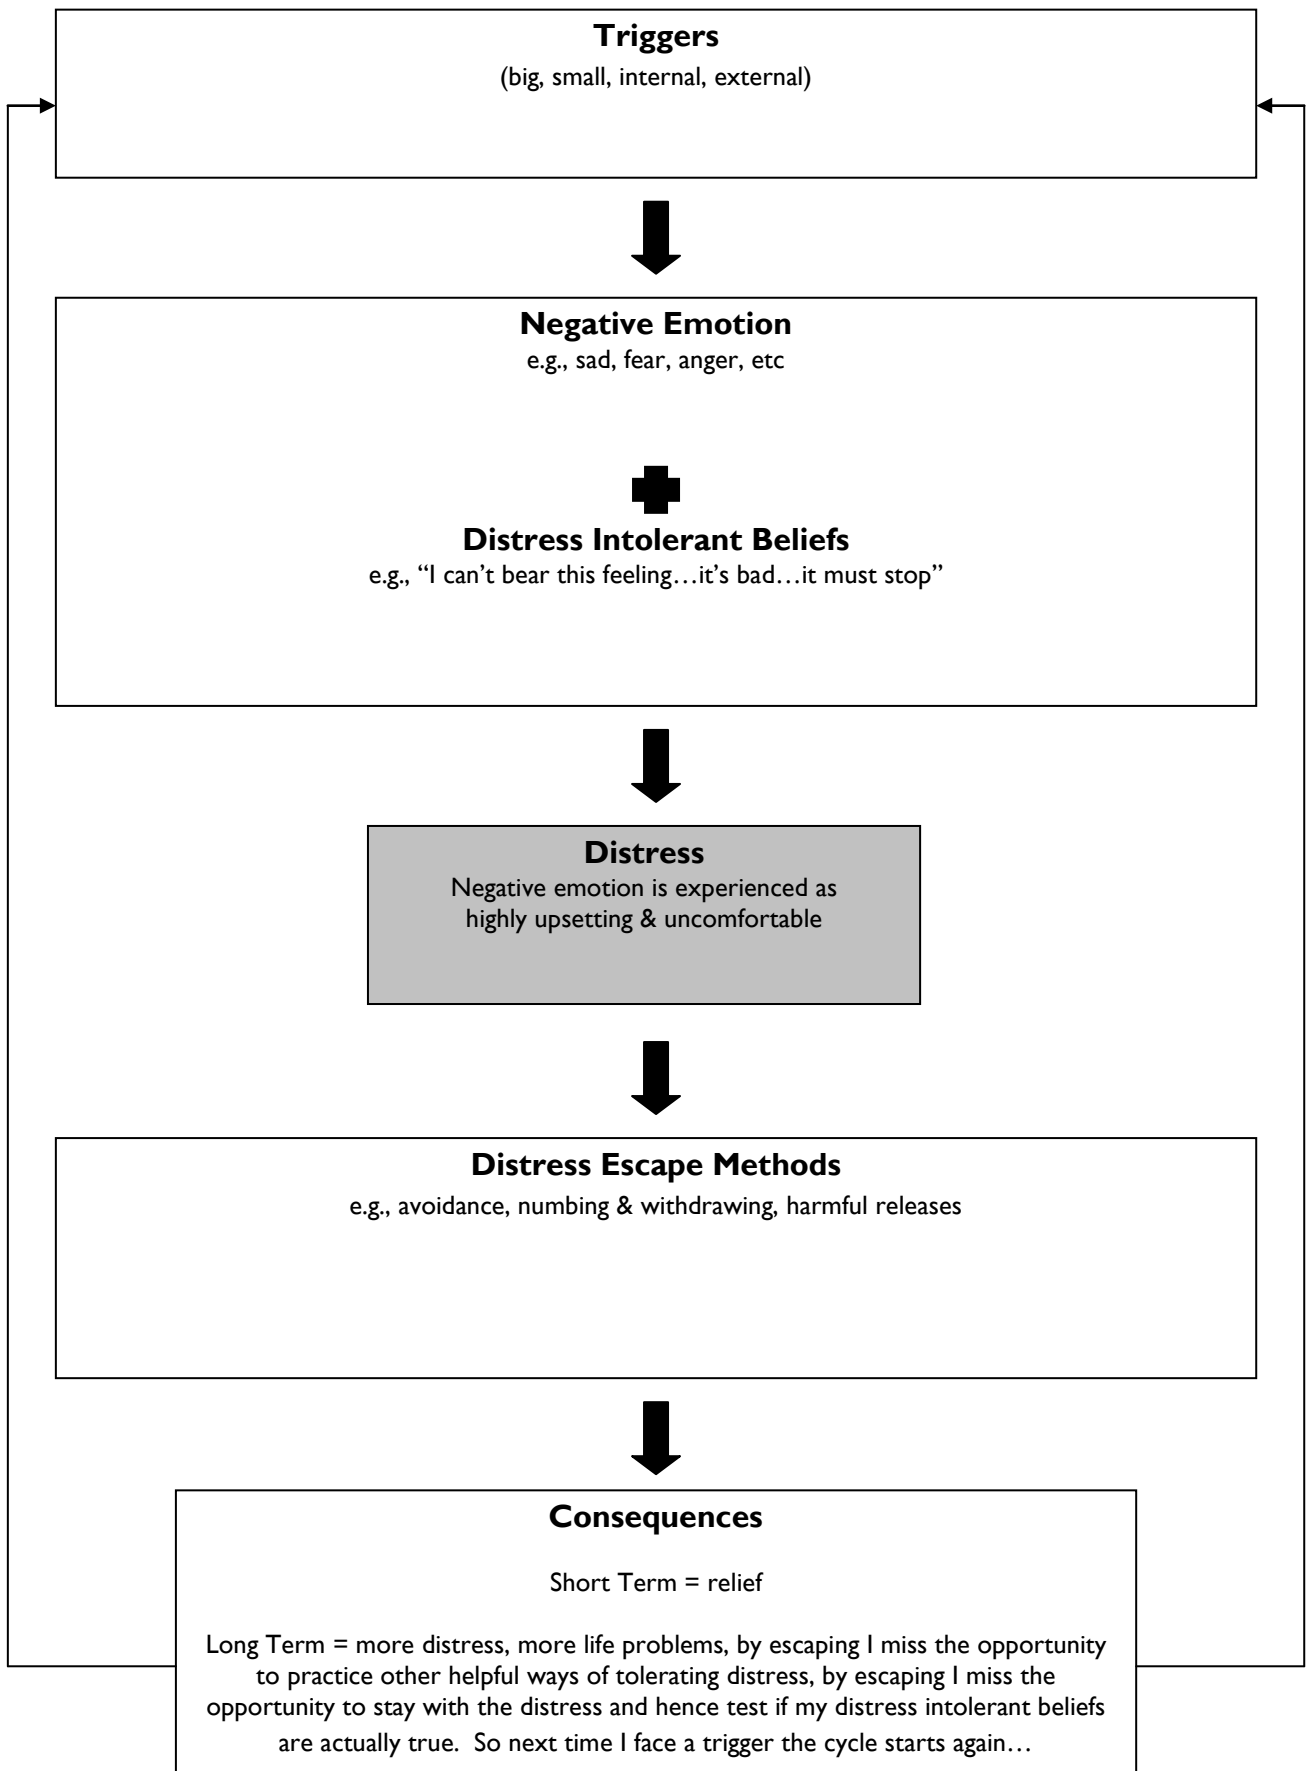 Triggers
(big, small, internal, external)
Negative Emotion
e.g., sad, fear, anger, etc
Distress Intolerant Beliefs
e.g., “I can’t bear this feeling…it’s bad…it must stop”
Distress
Negative emotion is experienced as
highly upsetting & uncomfortable
Distress Escape Methods
e.g., avoidance, numbing & withdrawing, harmful releases
Consequences
Short Term = relief
Long Term = more distress, more life problems, by escaping I miss the opportunity
to practice other helpful ways of tolerating distress, by escaping I miss the
opportunity to stay with the distress and hence test if my distress intolerant beliefs
are actually true.  So next time I face a trigger the cycle starts again…